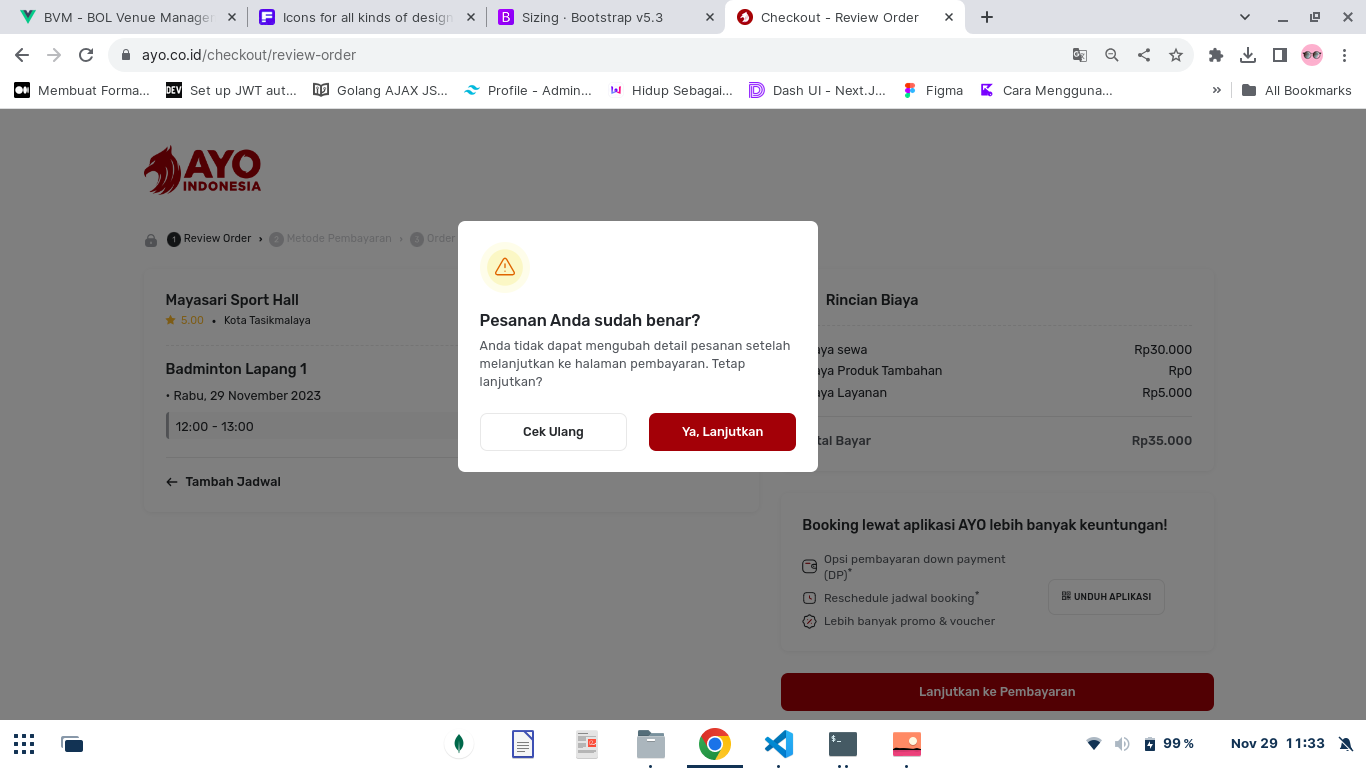 BVM - BOL Venue Manager
Icons for all kinds of design
Sizing · Bootstrap v5.3
Checkout - Review Order
ayo.co.id/checkout/review-order
Membuat Forma...
DEV
Set up JWT aut...
Golang AJAX JS...
Profile - Admin...
Hidup Sebagai...
Dash UI - Next.J...
Figma
Cara Mengguna...
»
All Bookmarks
AYO
INDONESIA
1 Review Order › 2 Metode Pembayaran › 3 Order
Mayasari Sport Hall
5.00 • Kota Tasikmalaya
Badminton Lapang 1
• Rabu, 29 November 2023
12:00 - 13:00
← Tambah Jadwal
Pesanan Anda sudah benar?
Anda tidak dapat mengubah detail pesanan setelah
melanjutkan ke halaman pembayaran. Tetap
lanjutkan?
Cek Ulang
Ya, Lanjutkan
Rincian Biaya
aya sewa Rp30.000
aya Produk Tambahan Rp0
aya Layanan Rp5.000
tal Bayar Rp35.000
Booking lewat aplikasi AYO lebih banyak keuntungan!
Opsi pembayaran down payment
(DP)*
Reschedule jadwal booking*
Lebih banyak promo & voucher
UNDUH APLIKASI
Lanjutkan ke Pembayaran
99 %
Nov 29 11:33